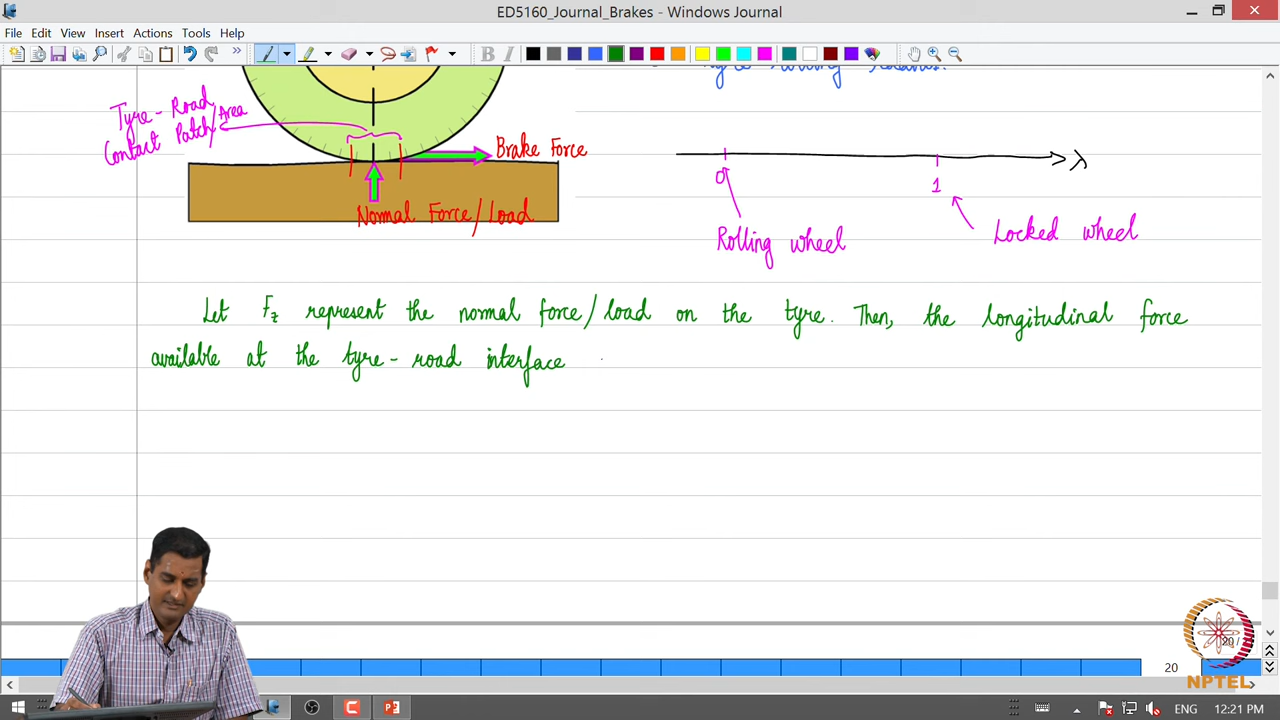 ED5160_Journal_Brakes - Windows Journal
File Edit View Insert Actions Tools Help
Tyre-Road
Contact Patch/Area
Brake Force
Normal Force/Load
λ
0
1
Rolling wheel
Locked wheel
Let Fz represent the normal force/load on the tyre. Then, the longitudinal force
available at the tyre-road interface
20
NPTEL
ENG 12:21 PM